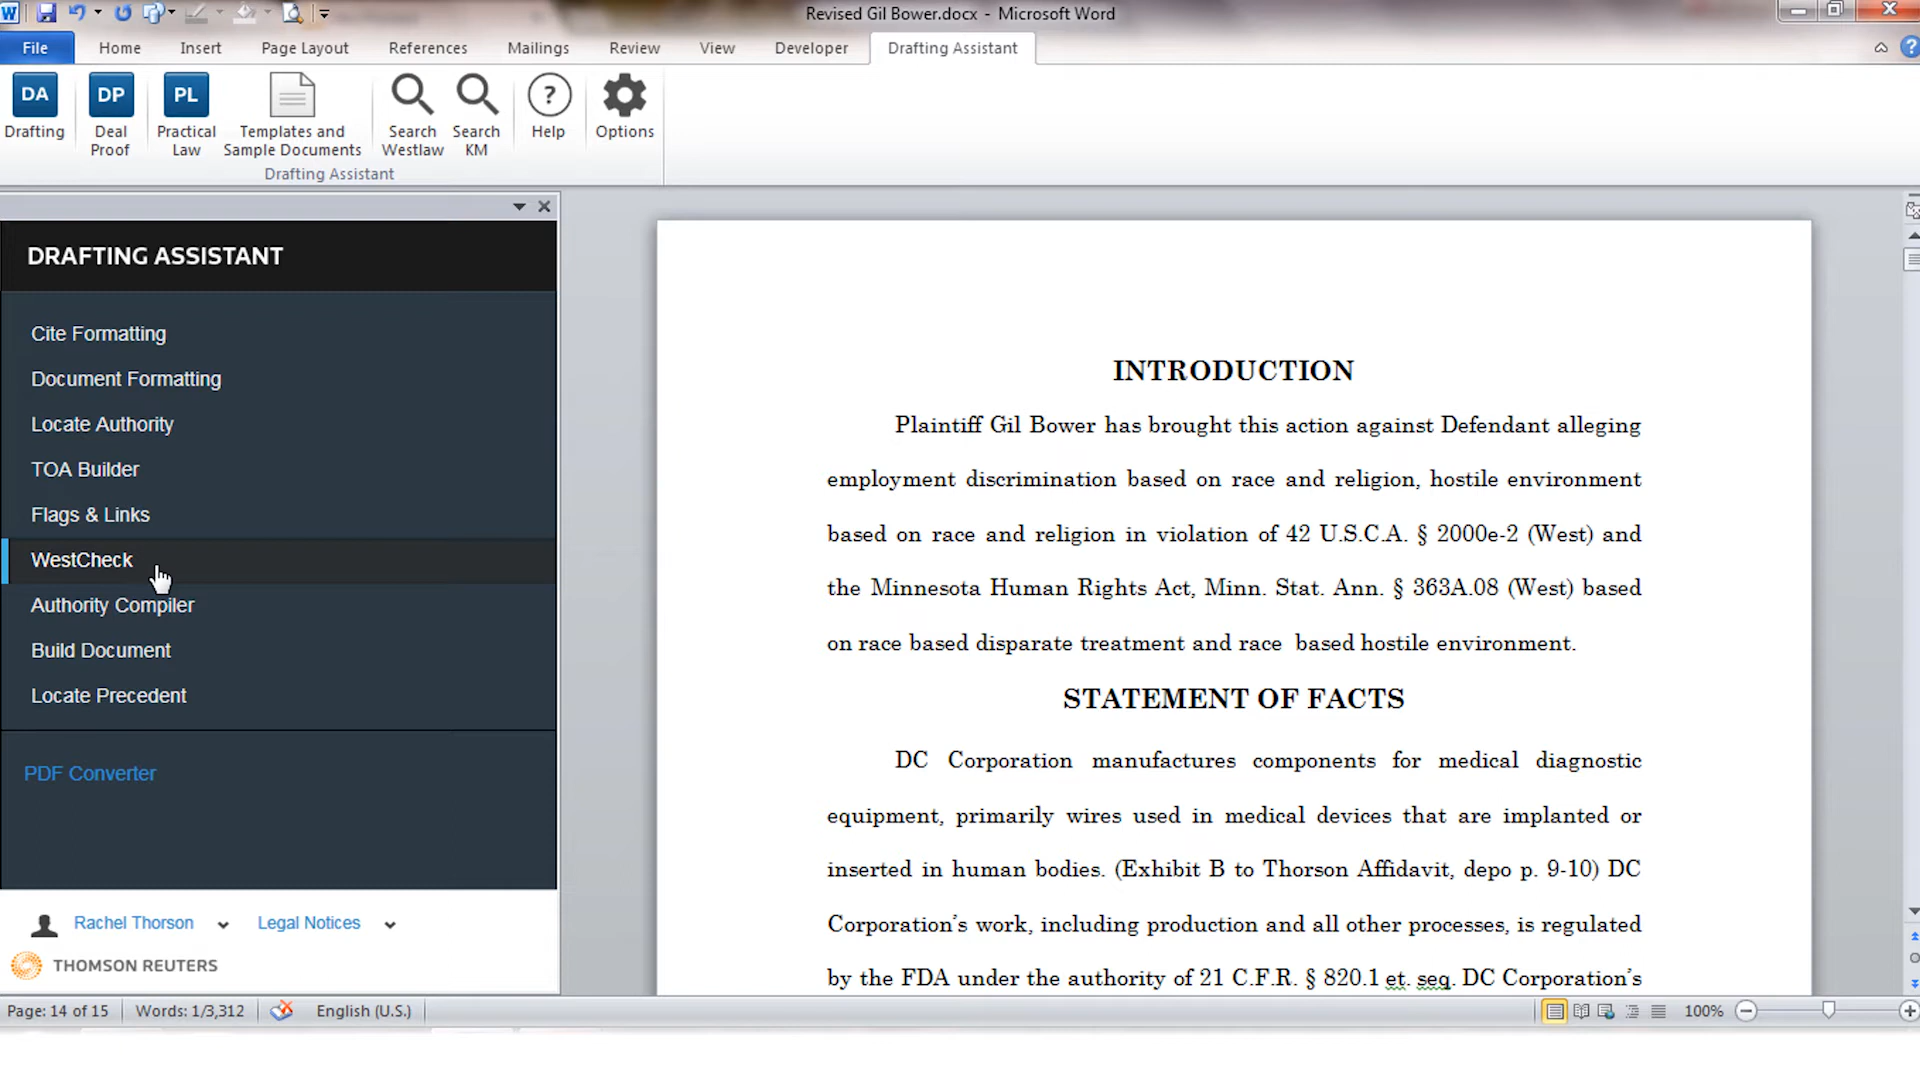 Revised Gil Bower.docx - Microsoft Word
File Home Insert Page Layout References Mailings Review View Developer Drafting Assistant
DA DP PL
Drafting Deal Proof Practical Law Templates and Sample Documents Search Westlaw Search KM Help Options
Drafting Assistant
DRAFTING ASSISTANT
Cite Formatting
Document Formatting
Locate Authority
TOA Builder
Flags & Links
WestCheck
Authority Compiler
Build Document
Locate Precedent
PDF Converter
Rachel Thorson Legal Notices
THOMSON REUTERS
INTRODUCTION
Plaintiff Gil Bower has brought this action against Defendant alleging
employment discrimination based on race and religion, hostile environment
based on race and religion in violation of 42 U.S.C.A. § 2000e-2 (West) and
the Minnesota Human Rights Act, Minn. Stat. Ann. § 363A.08 (West) based
on race based disparate treatment and race  based hostile environment.
STATEMENT OF FACTS
DC Corporation manufactures components for medical diagnostic
equipment, primarily wires used in medical devices that are implanted or
inserted in human bodies. (Exhibit B to Thorson Affidavit, depo p. 9-10) DC
Corporation's work, including production and all other processes, is regulated
by the FDA under the authority of 21 C.F.R. § 820.1 et. seq. DC Corporation's
Page: 14 of 15 Words: 1/3,312 English (U.S.) 100%